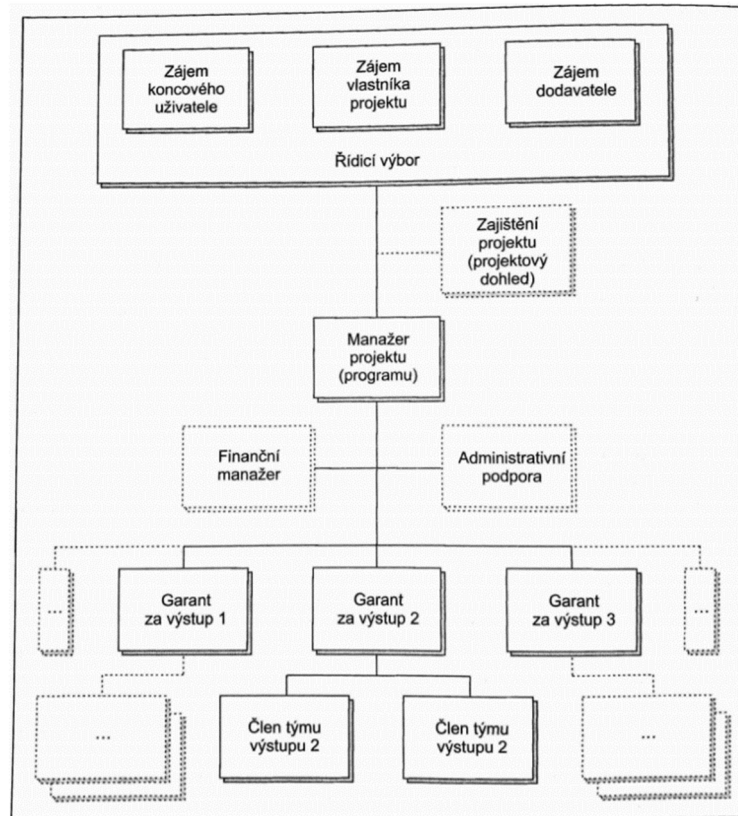 Zájem
koncového
uživatele
Zájem
vlastníka
projektu
Zájem
dodavatele
Řídicí výbor
Zajištění
projektu
(projektový
dohled)
Manažer
projektu
(programu)
Finanční
manažer
Administrativní
podpora
...
Garant
za výstup 1
Garant
za výstup 2
Garant
za výstup 3
...
...
Člen týmu
výstupu 2
Člen týmu
výstupu 2
...